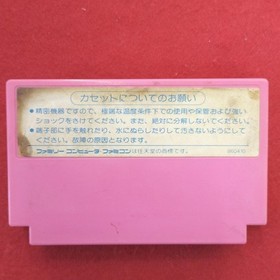 カセットについてのお願い
●精密機器ですので、極端な温度条件下での使用や保管および強い
ショックをさけてください。また、絶対に分解しないでください。
●端子部に手を触れたり、水にぬらしたりして汚さないようにして
ください。故障の原因となります。
ファミリーコンピュータ・ファミコンは任天堂の商標です。